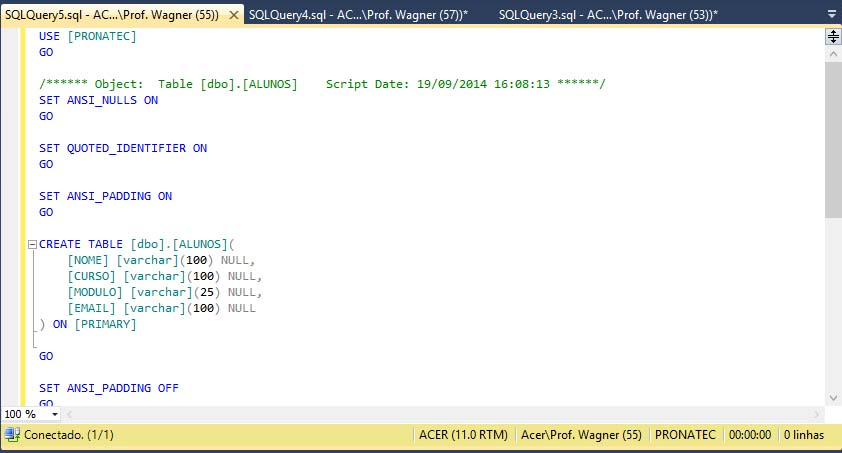 SQLQuery5.sql - AC...\Prof. Wagner (55)) SQLQuery4.sql - AC...\Prof. Wagner (57))* SQLQuery3.sql - AC...\Prof. Wagner (53))*
USE [PRONATEC]
GO
/****** Object:  Table [dbo].[ALUNOS]    Script Date: 19/09/2014 16:08:13 ******/
SET ANSI_NULLS ON
GO
SET QUOTED_IDENTIFIER ON
GO
SET ANSI_PADDING ON
GO
CREATE TABLE [dbo].[ALUNOS](
    [NOME] [varchar](100) NULL,
    [CURSO] [varchar](100) NULL,
    [MODULO] [varchar](25) NULL,
    [EMAIL] [varchar](100) NULL
) ON [PRIMARY]
GO
SET ANSI_PADDING OFF
GO
100 %
Conectado. (1/1) ACER (11.0 RTM) Acer\Prof. Wagner (55) PRONATEC 00:00:00 0 linhas